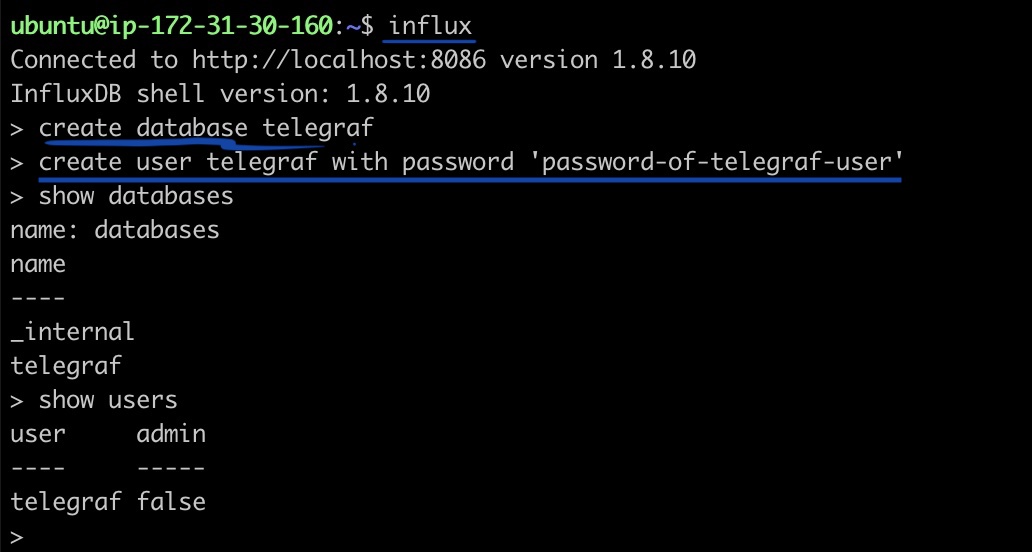 ubuntu@ip-172-31-30-160:~$ influx
Connected to http://localhost:8086 version 1.8.10
InfluxDB shell version: 1.8.10
> create database telegraf
> create user telegraf with password 'password-of-telegraf-user'
> show databases
name: databases
name
----
_internal
telegraf
> show users
user     admin
----     -----
telegraf false
>